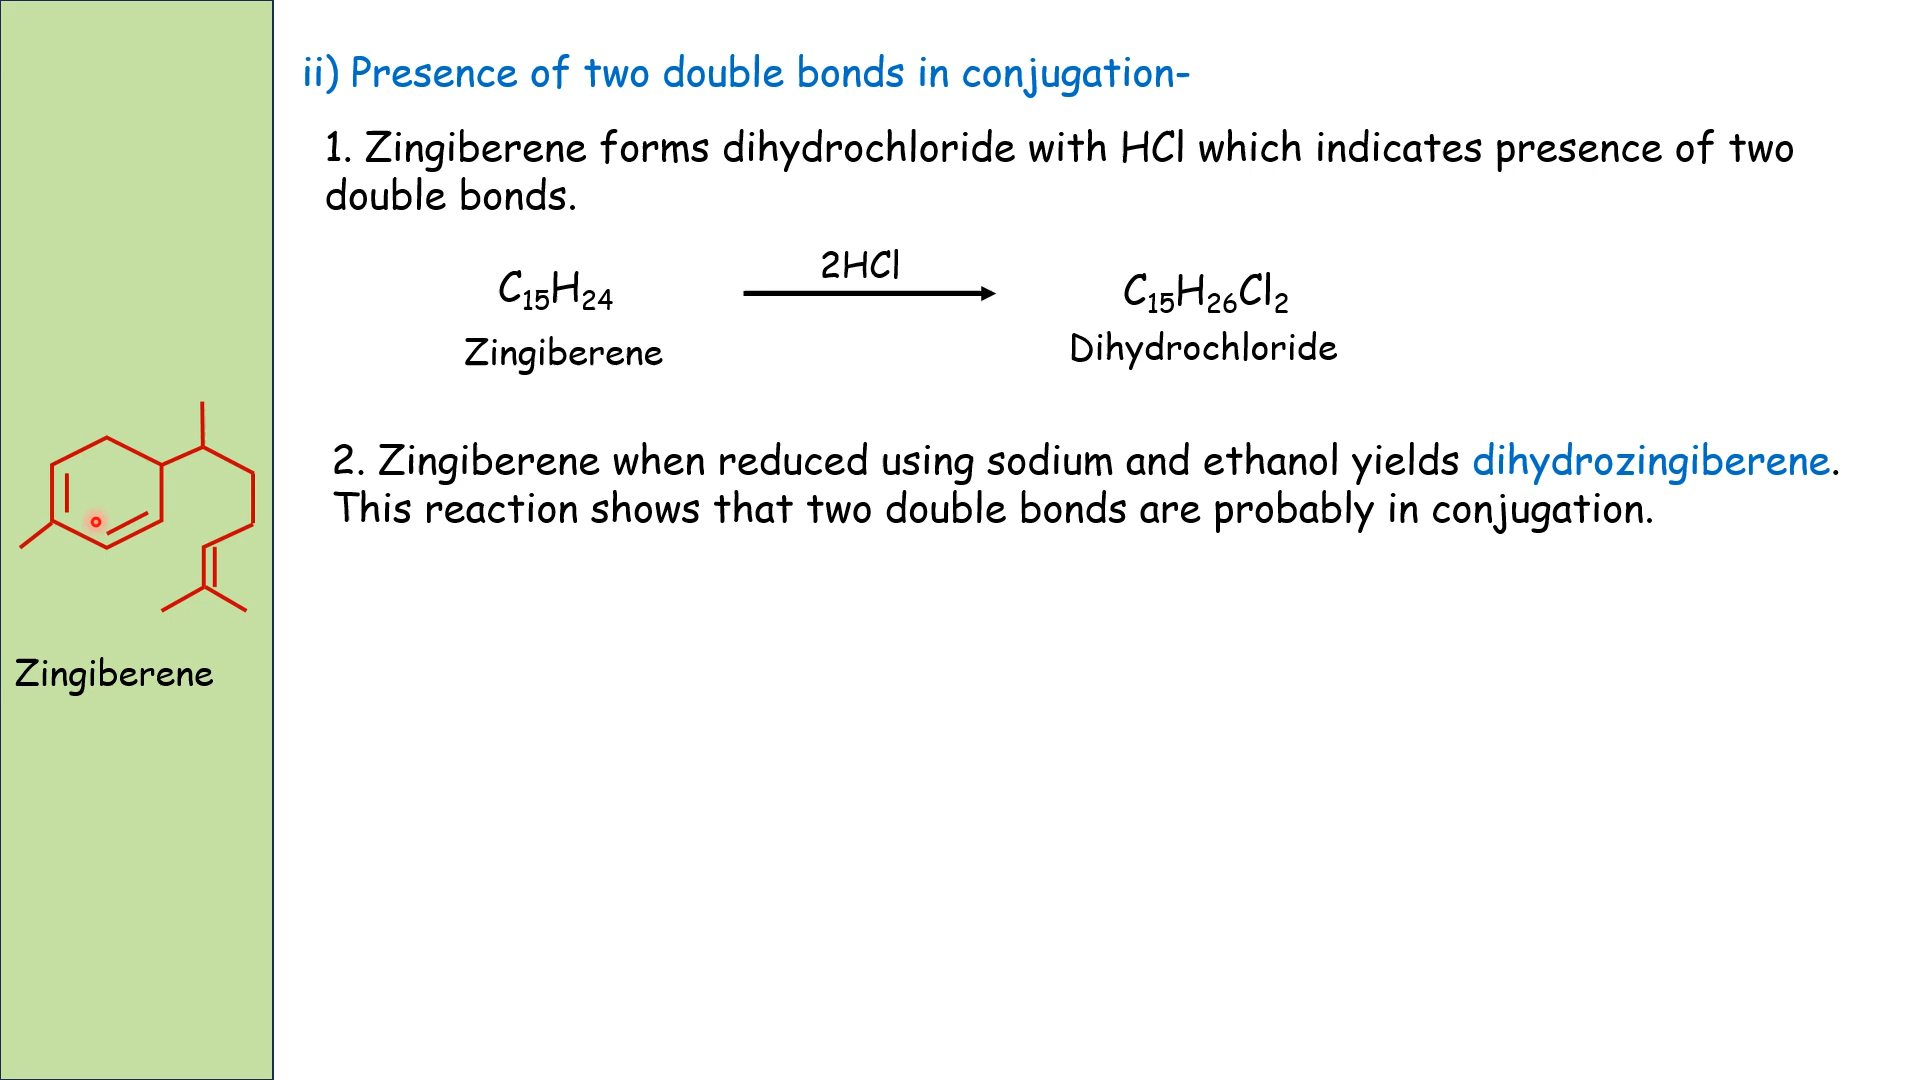 ii) Presence of two double bonds in conjugation-
1. Zingiberene forms dihydrochloride with HCl which indicates presence of two
double bonds.
2HCl
C₁₅H₂₄ C₁₅H₂₆Cl₂
Zingiberene Dihydrochloride
2. Zingiberene when reduced using sodium and ethanol yields dihydrozingiberene.
This reaction shows that two double bonds are probably in conjugation.
Zingiberene